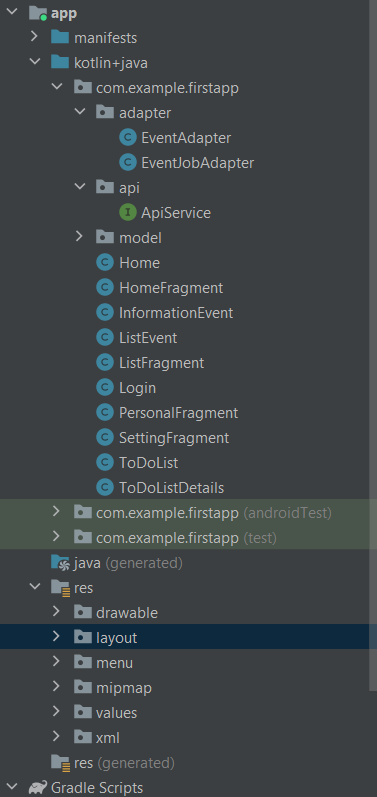 app
manifests
kotlin+java
com.example.firstapp
adapter
EventAdapter
EventJobAdapter
api
I ApiService
model
C Home
C HomeFragment
C InformationEvent
C ListEvent
C ListFragment
C Login
C PersonalFragment
C SettingFragment
C ToDoList
C ToDoListDetails
com.example.firstapp (androidTest)
com.example.firstapp (test)
java (generated)
res
drawable
layout
menu
mipmap
values
xml
res (generated)
Gradle Scripts